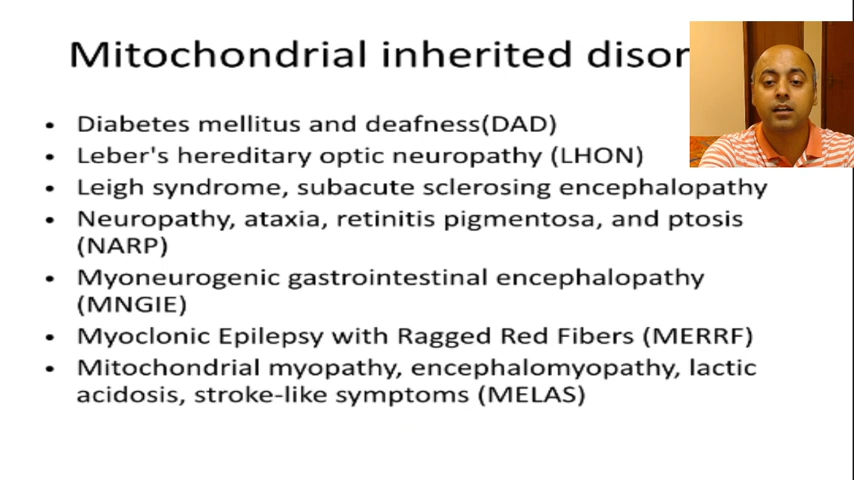 Mitochondrial inherited disor
• Diabetes mellitus and deafness(DAD)
• Leber's hereditary optic neuropathy (LHON)
• Leigh syndrome, subacute sclerosing encephalopathy
• Neuropathy, ataxia, retinitis pigmentosa, and ptosis
(NARP)
• Myoneurogenic gastrointestinal encephalopathy
(MNGIE)
• Myoclonic Epilepsy with Ragged Red Fibers (MERRF)
• Mitochondrial myopathy, encephalomyopathy, lactic
acidosis, stroke-like symptoms (MELAS)